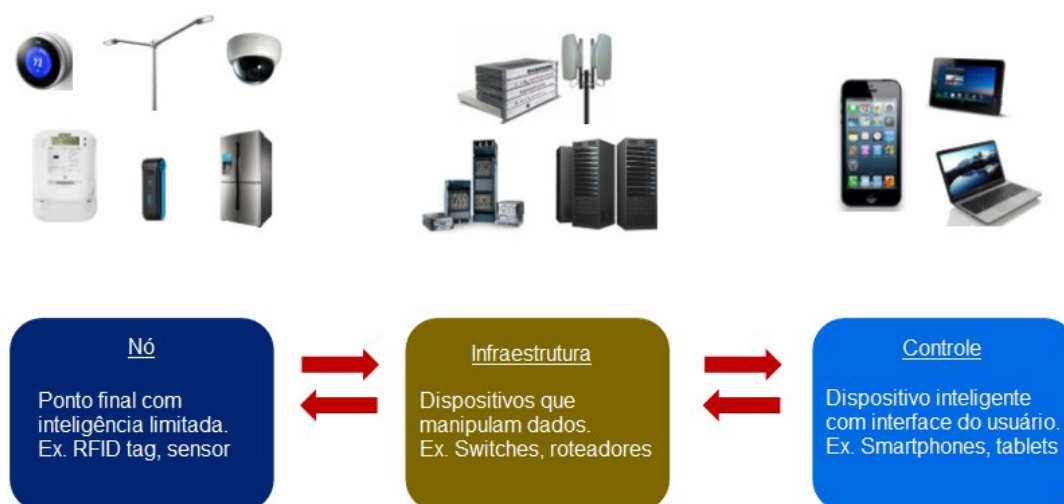 Nó
Ponto final com
inteligência limitada.
Ex. RFID tag, sensor
Infraestrutura
Dispositivos que
manipulam dados.
Ex. Switches, roteadores
Controle
Dispositivo inteligente
com interface do usuário.
Ex. Smartphones, tablets